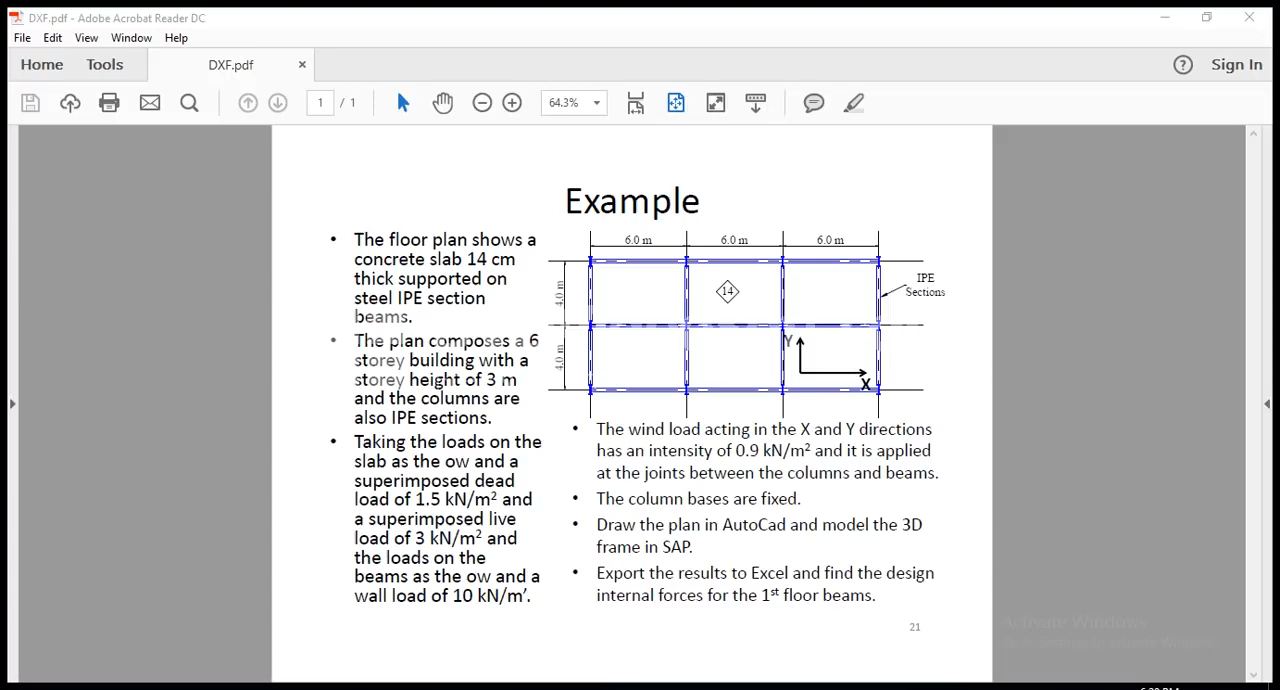 DXF.pdf - Adobe Acrobat Reader DC
File Edit View Window Help
Home Tools DXF.pdf × ? Sign In
1 / 1 64.3%
Example
• The floor plan shows a
concrete slab 14 cm
thick supported on
steel IPE section
beams.
• The plan composes a 6
storey building with a
storey height of 3 m
and the columns are
also IPE sections.
• Taking the loads on the
slab as the ow and a
superimposed dead
load of 1.5 kN/m² and
a superimposed live
load of 3 kN/m² and
the loads on the
beams as the ow and a
wall load of 10 kN/m’.
6.0 m 6.0 m 6.0 m
4.0 m
14
IPE
Sections
4.0 m
Y
X
• The wind load acting in the X and Y directions
has an intensity of 0.9 kN/m² and it is applied
at the joints between the columns and beams.
• The column bases are fixed.
• Draw the plan in AutoCad and model the 3D
frame in SAP.
• Export the results to Excel and find the design
internal forces for the 1st floor beams.
21
Activate Windows